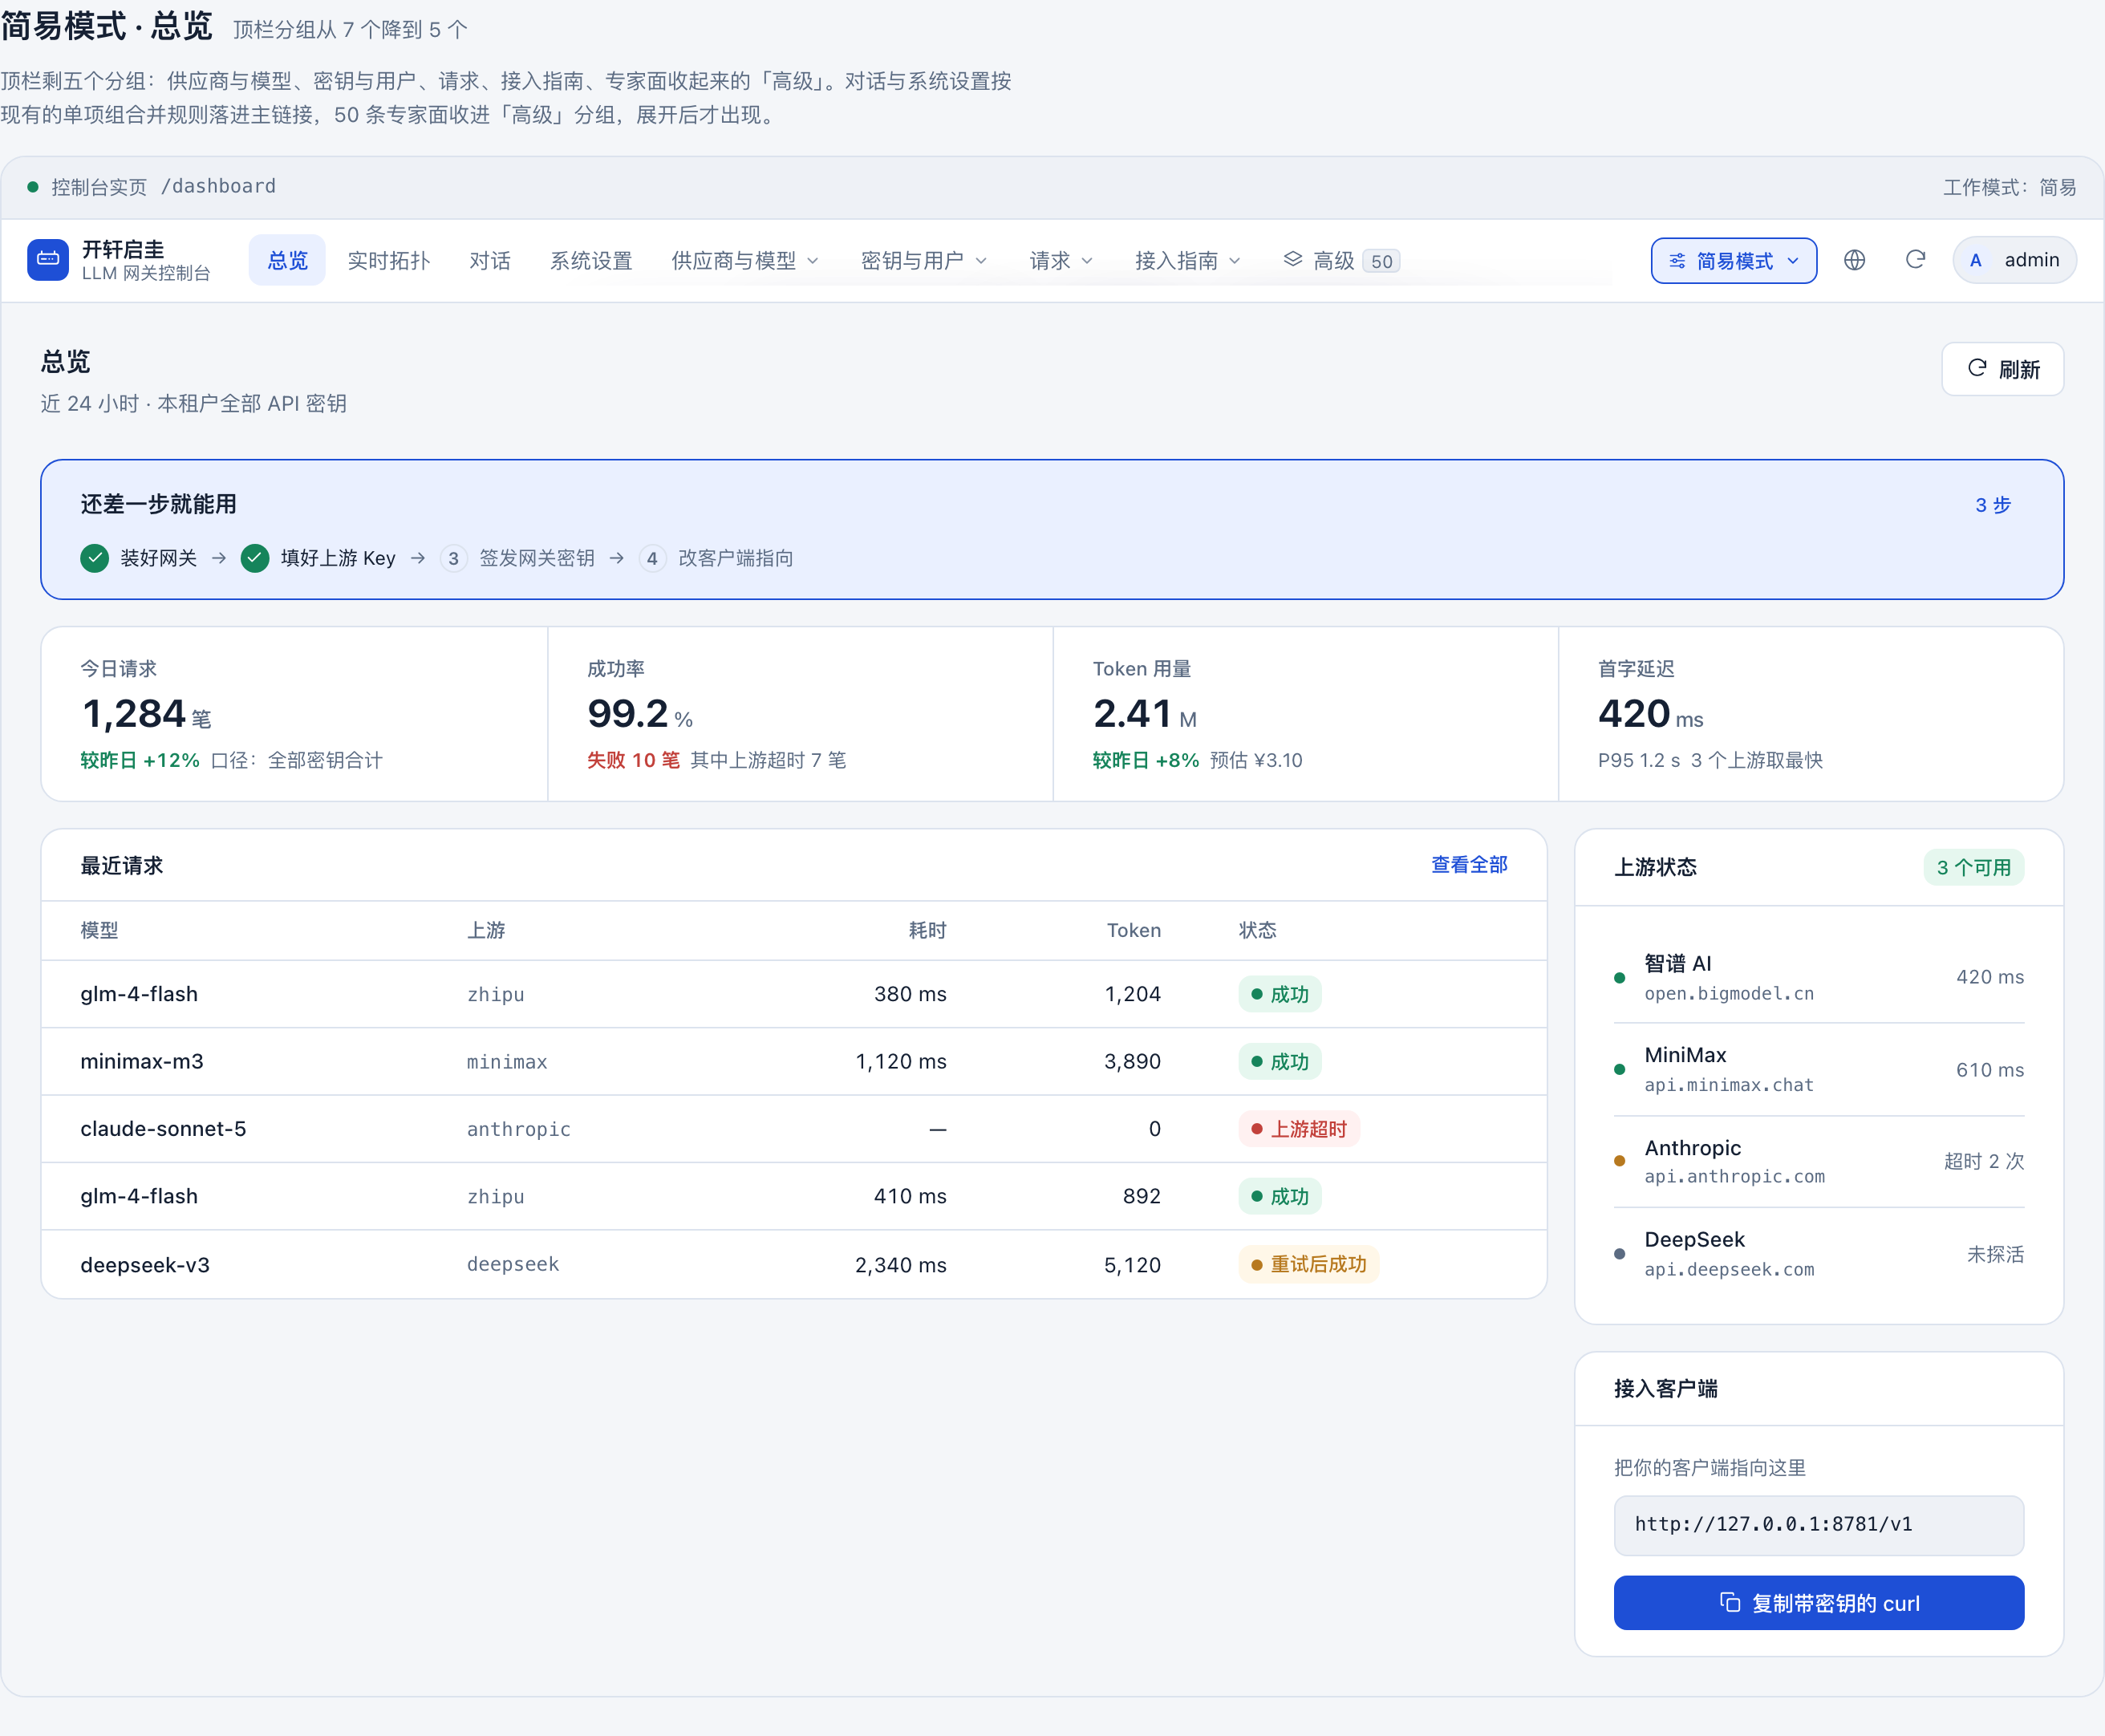 简易模式 · 总览 顶栏分组从 7 个降到 5 个
顶栏剩五个分组：供应商与模型、密钥与用户、请求、接入指南、专家面收起来的「高级」。对话与系统设置按
现有的单项组合并规则落进主链接，50 条专家面收进「高级」分组，展开后才出现。
控制台实页 /dashboard 工作模式：简易
开轩启圭
LLM 网关控制台
总览 实时拓扑 对话 系统设置 供应商与模型 密钥与用户 请求 接入指南 高级 50 简易模式 A admin
总览
近 24 小时 · 本租户全部 API 密钥
刷新
还差一步就能用 3 步
装好网关 → 填好上游 Key → 3 签发网关密钥 → 4 改客户端指向
今日请求
1,284 笔
较昨日 +12% 口径：全部密钥合计
成功率
99.2 %
失败 10 笔 其中上游超时 7 笔
Token 用量
2.41 M
较昨日 +8% 预估 ¥3.10
首字延迟
420 ms
P95 1.2 s 3 个上游取最快
最近请求 查看全部
模型 上游 耗时 Token 状态
glm-4-flash zhipu 380 ms 1,204 成功
minimax-m3 minimax 1,120 ms 3,890 成功
claude-sonnet-5 anthropic — 0 上游超时
glm-4-flash zhipu 410 ms 892 成功
deepseek-v3 deepseek 2,340 ms 5,120 重试后成功
上游状态 3 个可用
智谱 AI
open.bigmodel.cn
420 ms
MiniMax
api.minimax.chat
610 ms
Anthropic
api.anthropic.com
超时 2 次
DeepSeek
api.deepseek.com
未探活
接入客户端
把你的客户端指向这里
http://127.0.0.1:8781/v1
复制带密钥的 curl